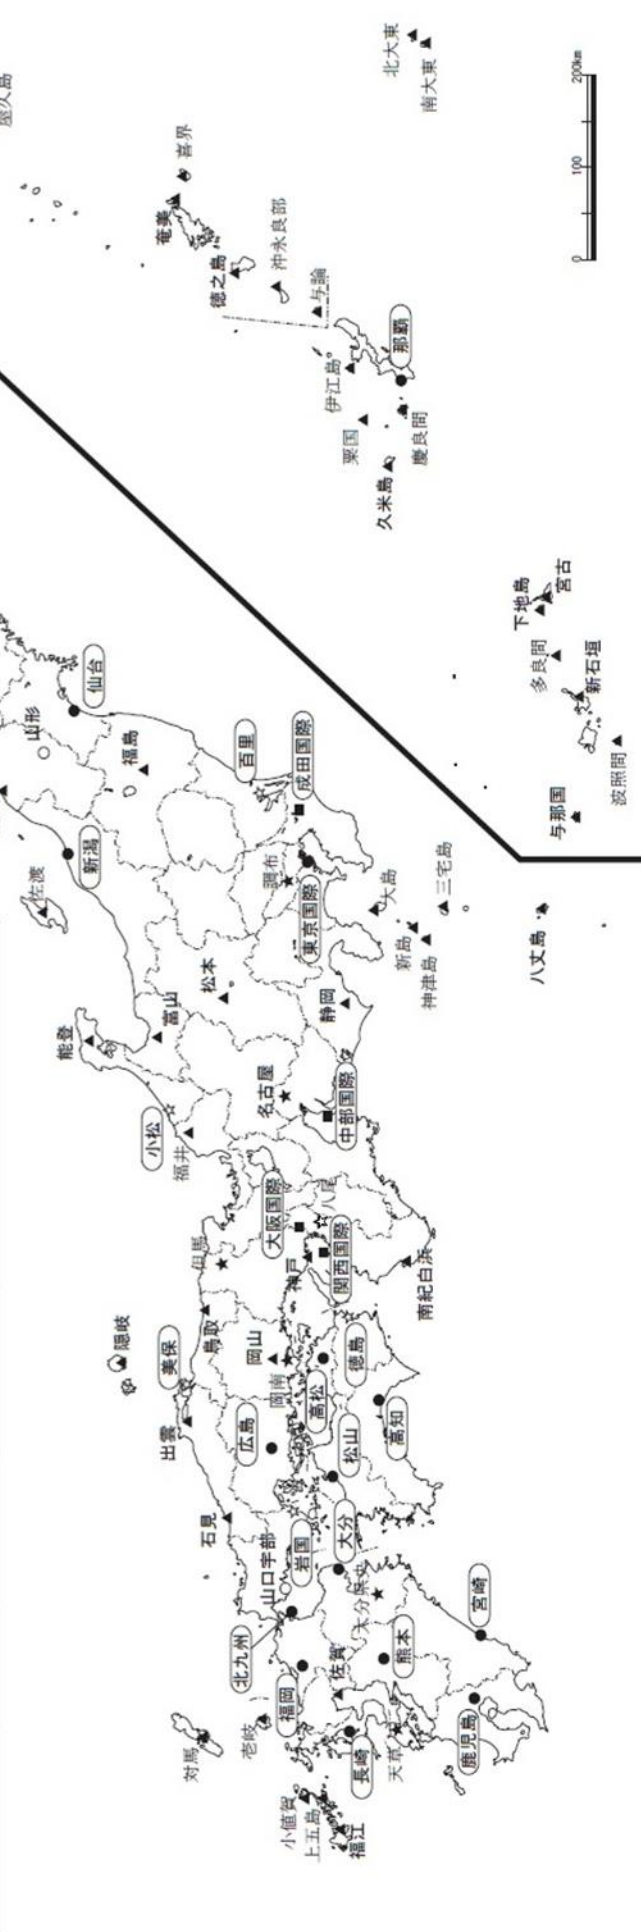 屋久島
山形
佐渡
能登
福島
新潟
仙台
隠岐
小松
富山
福井
松本
百里
出雲
美保
但馬
鳥取
石見
対馬
壱岐
北九州
山口宇部
広島
岡山
岡南
大阪国際
神戸
八尾
名古屋
調布
成田国際
東京国際
小値賀
上五島
福江
福岡
佐賀
長崎
岩国
大分
大分県央
高松
松山
徳島
高知
関西国際
南紀白浜
中部国際
静岡
天草
熊本
鹿児島
宮崎
大島
新島
神津島
三宅島
八丈島
奄美
喜界
徳之島
沖永良部
与論
伊江島
那覇
粟国
慶良間
久米島
北大東
南大東
下地島
宮古
多良間
新石垣
与那国
波照間
0 100 200km